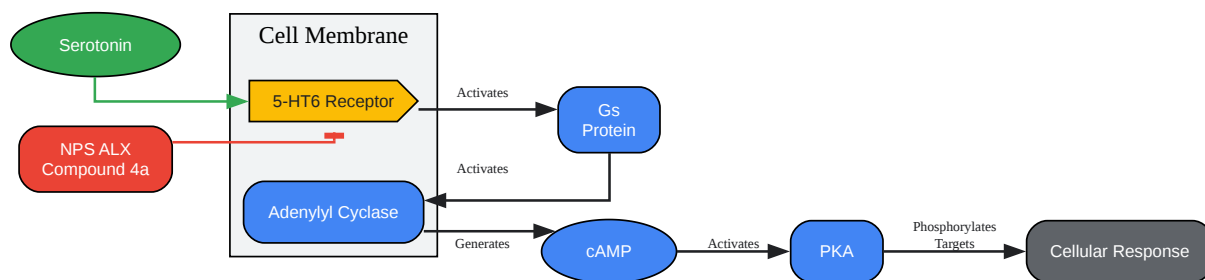 Serotonin
Cell Membrane
5-HT6 Receptor
Activates
Gs
Protein
NPS ALX
Compound 4a
Activates
Adenylyl Cyclase
Generates
cAMP
Activates
PKA
Phosphorylates
Targets
Cellular Response